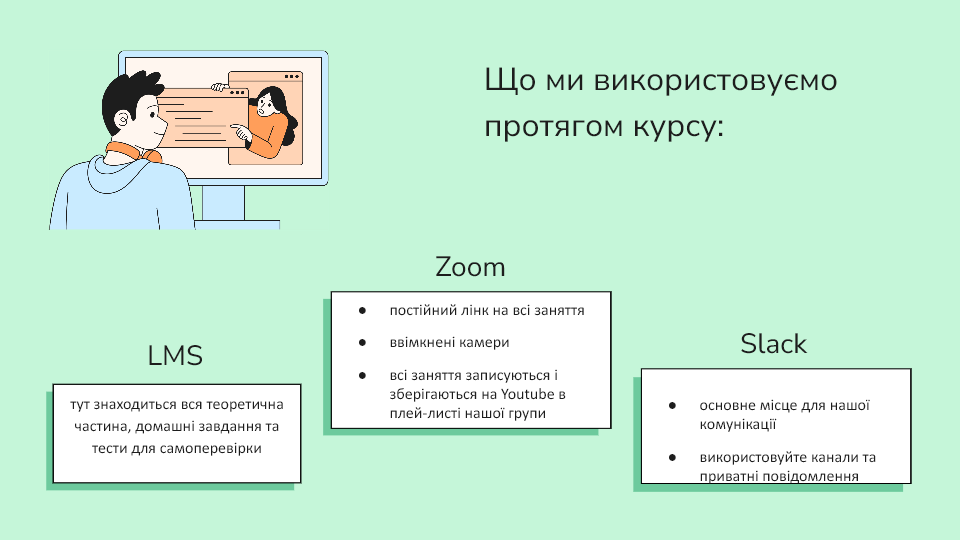 Що ми використовуємо
протягом курсу:
LMS
тут знаходиться вся теоретична
частина, домашні завдання та
тести для самоперевірки
Zoom
● постійний лінк на всі заняття
● ввімкнені камери
● всі заняття записуються і
зберігаються на Youtube в
плей-листі нашої групи
Slack
● основне місце для нашої
комунікації
● використовуйте канали та
приватні повідомлення